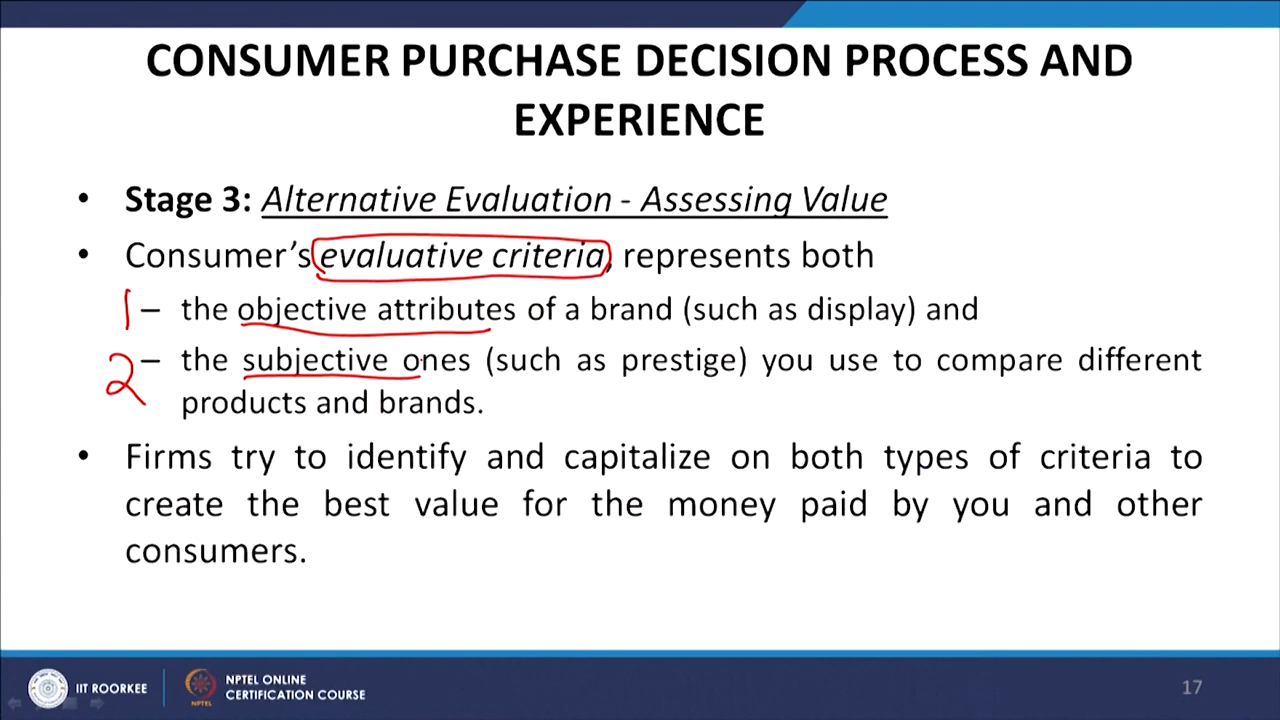 CONSUMER PURCHASE DECISION PROCESS AND
EXPERIENCE
• Stage 3: Alternative Evaluation - Assessing Value
• Consumer's evaluative criteria, represents both
1 – the objective attributes of a brand (such as display) and
2 – the subjective ones (such as prestige) you use to compare different
products and brands.
• Firms try to identify and capitalize on both types of criteria to
create the best value for the money paid by you and other
consumers.
IIT ROORKEE
NPTEL ONLINE
CERTIFICATION COURSE
NPTEL
17